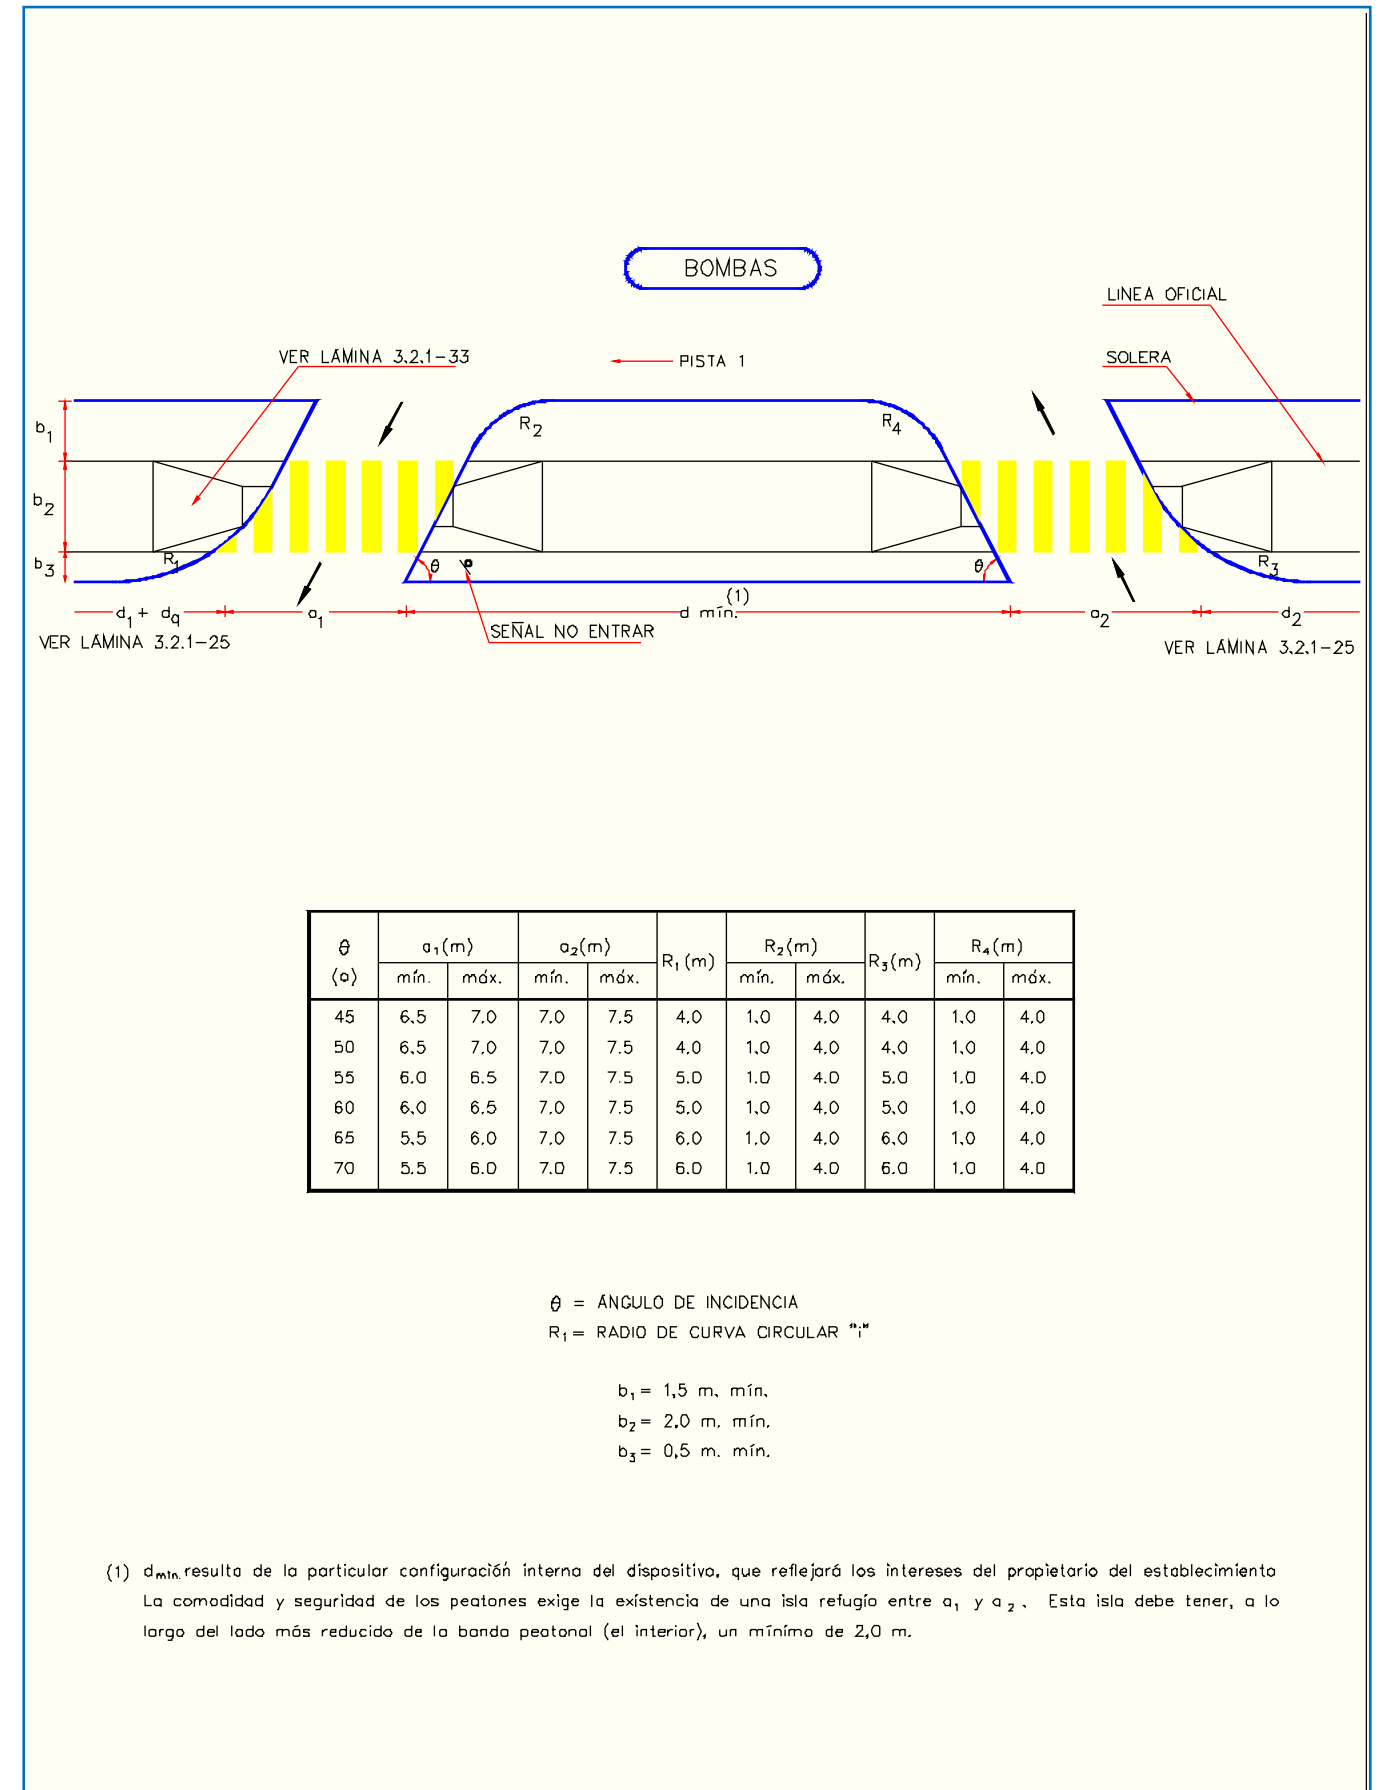 BOMBAS
LINEA OFICIAL
VER LÁMINA 3.2.1-33
PISTA 1
SOLERA
b1
R2
R4
b2
b3
R1
θ
θ
R3
(1)
d1 + dq
a1
d mín.
a2
d2
SEÑAL NO ENTRAR
VER LÁMINA 3.2.1-25
VER LÁMINA 3.2.1-25
θ a1(m) a2(m) R1(m) R2(m) R3(m) R4(m)
(o) mín. máx. mín. máx. mín. máx. mín. máx.
45 6.5 7.0 7.0 7.5 4.0 1.0 4.0 4.0 1.0 4.0
50 6.5 7.0 7.0 7.5 4.0 1.0 4.0 4.0 1.0 4.0
55 6.0 6.5 7.0 7.5 5.0 1.0 4.0 5.0 1.0 4.0
60 6.0 6.5 7.0 7.5 5.0 1.0 4.0 5.0 1.0 4.0
65 5.5 6.0 7.0 7.5 6.0 1.0 4.0 6.0 1.0 4.0
70 5.5 6.0 7.0 7.5 6.0 1.0 4.0 6.0 1.0 4.0
θ = ÁNGULO DE INCIDENCIA
R1= RADIO DE CURVA CIRCULAR "i"
b1= 1,5 m. mín.
b2= 2.0 m. mín.
b3= 0,5 m. mín.
(1) dmín. resulta de la particular configuración interna del dispositivo, que reflejará los intereses del propietario del establecimiento
La comodidad y seguridad de los peatones exige la existencia de una isla refugio entre a1 y a2. Esta isla debe tener, a lo
largo del lado más reducido de la banda peatonal (el interior), un mínimo de 2,0 m.